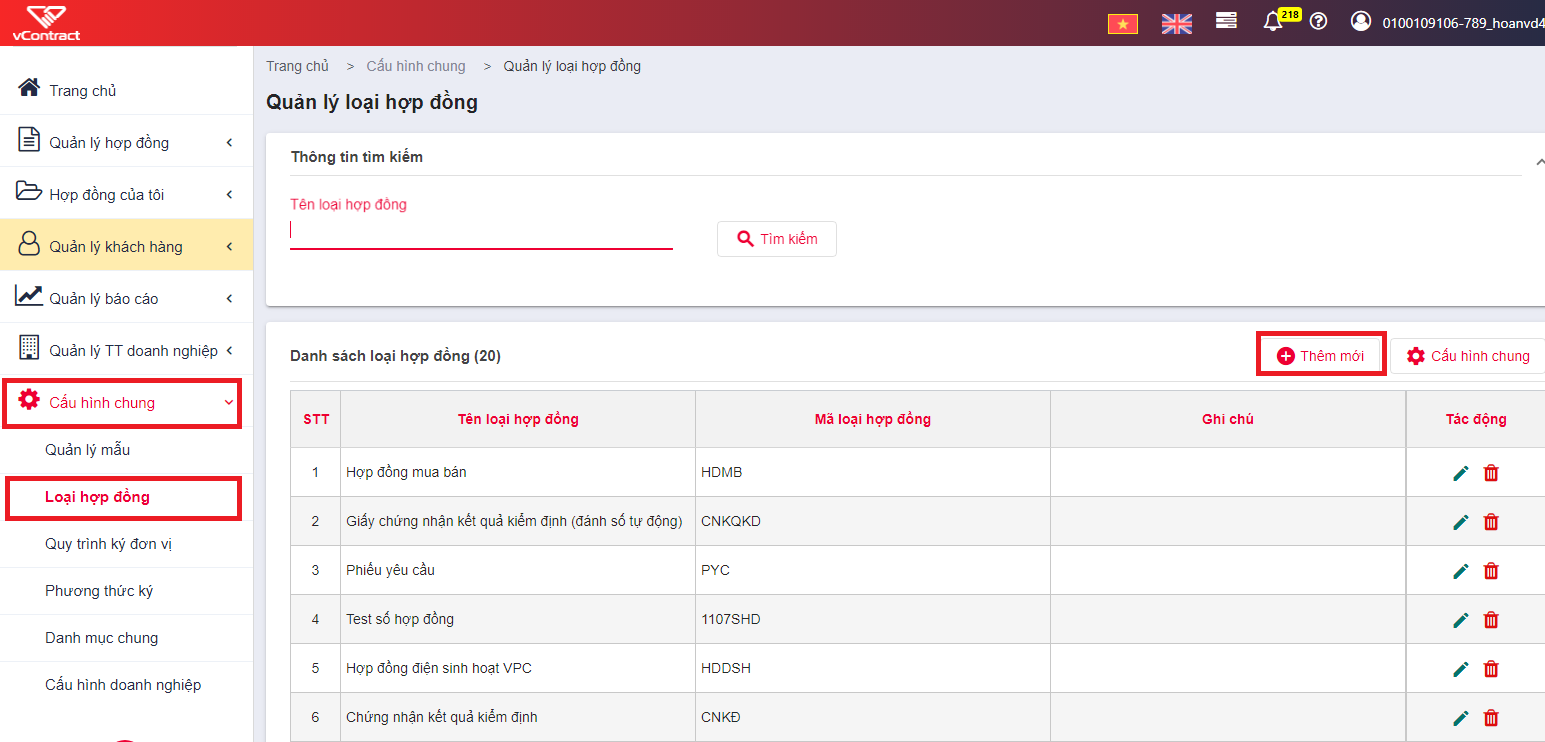 vContract
218
0100109106-789_hoanvd4
Trang chủ
Quản lý hợp đồng
Hợp đồng của tôi
Quản lý khách hàng
Quản lý báo cáo
Quản lý TT doanh nghiệp
Cấu hình chung
Quản lý mẫu
Loại hợp đồng
Quy trình ký đơn vị
Phương thức ký
Danh mục chung
Cấu hình doanh nghiệp
Trang chủ > Cấu hình chung > Quản lý loại hợp đồng
Quản lý loại hợp đồng
Thông tin tìm kiếm
Tên loại hợp đồng
Tìm kiếm
Danh sách loại hợp đồng (20)
Thêm mới
Cấu hình chung
STT Tên loại hợp đồng Mã loại hợp đồng Ghi chú Tác động
1 Hợp đồng mua bán HDMB
2 Giấy chứng nhận kết quả kiểm định (đánh số tự động) CNKQKD
3 Phiếu yêu cầu PYC
4 Test số hợp đồng 1107SHD
5 Hợp đồng điện sinh hoạt VPC HDDSH
6 Chứng nhận kết quả kiểm định CNKĐ